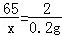 65/x = 2/0.2g